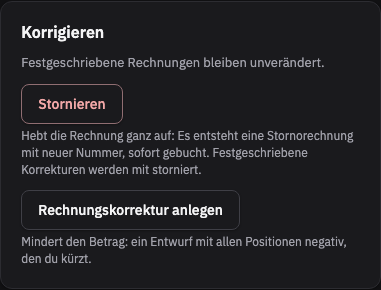 Korrigieren
Festgeschriebene Rechnungen bleiben unverändert.
Stornieren
Hebt die Rechnung ganz auf: Es entsteht eine Stornorechnung
mit neuer Nummer, sofort gebucht. Festgeschriebene
Korrekturen werden mit storniert.
Rechnungskorrektur anlegen
Mindert den Betrag: ein Entwurf mit allen Positionen negativ,
den du kürzt.